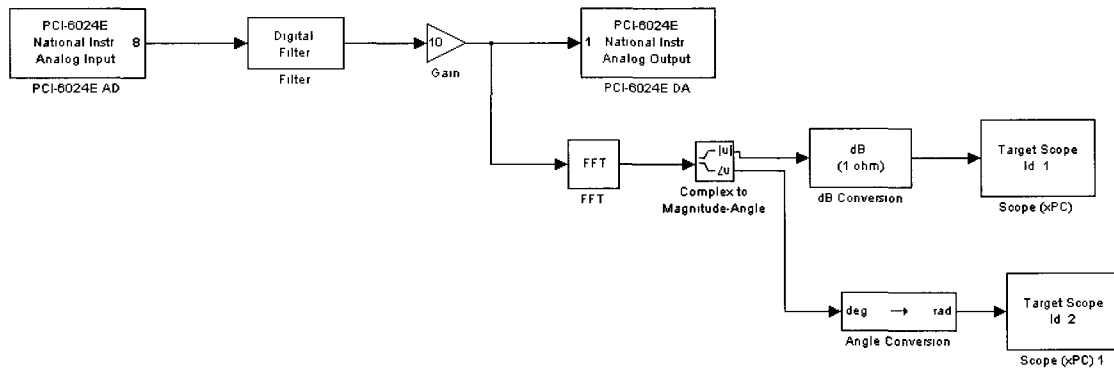 PCI-6024E
National Instr
Analog Input
8
PCI-6024E AD
Digital
Filter
Filter
10
Gain
PCI-6024E
National Instr
Analog Output
1
PCI-6024E DA
FFT
FFT
|u|
∠u
Complex to
Magnitude-Angle
dB
(1 ohm)
dB Conversion
Target Scope
Id 1
Scope (xPC)
deg → rad
Angle Conversion
Target Scope
Id 2
Scope (xPC) 1